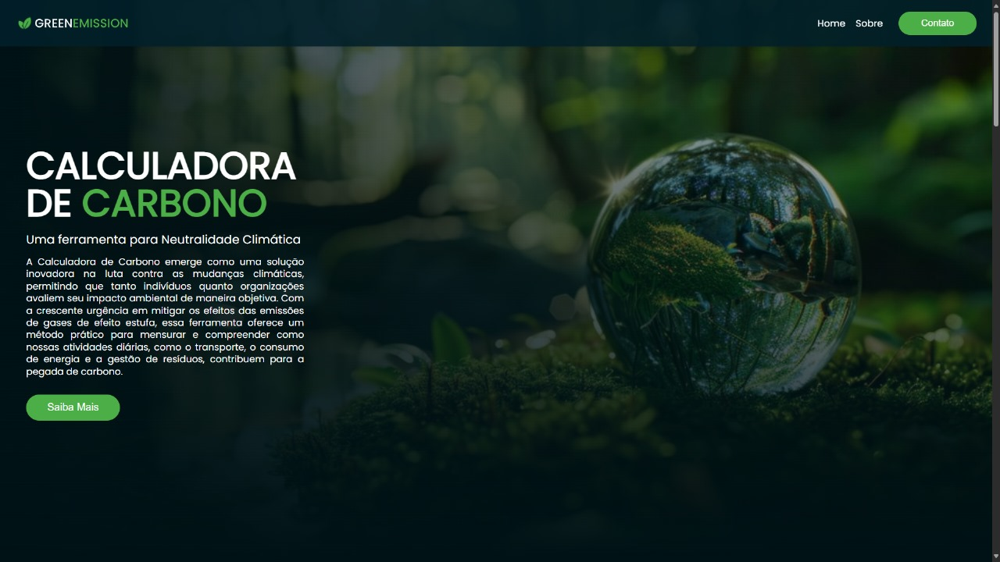 GREENEMISSION
Home Sobre Contato
CALCULADORA
DE CARBONO
Uma ferramenta para Neutralidade Climática
A Calculadora de Carbono emerge como uma solução
inovadora na luta contra as mudanças climáticas,
permitindo que tanto indivíduos quanto organizações
avaliem seu impacto ambiental de maneira objetiva. Com
a crescente urgência em mitigar os efeitos das emissões
de gases de efeito estufa, essa ferramenta oferece um
método prático para mensurar e compreender como
nossas atividades diárias, como o transporte, o consumo
de energia e a gestão de resíduos, contribuem para a
pegada de carbono.
Saiba Mais